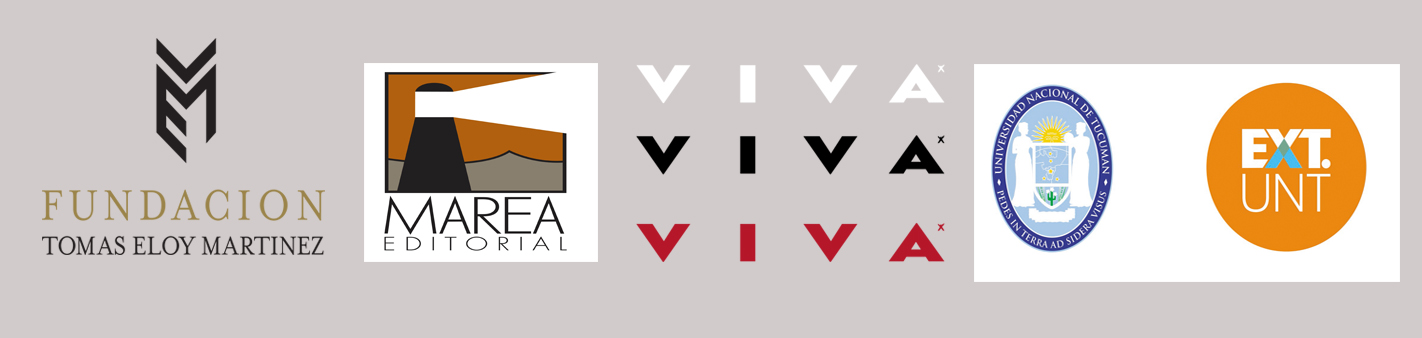 FUNDACION
TOMAS ELOY MARTINEZ
MAREA
EDITORIAL
VIVA x
VIVA x
VIVA x
UNIVERSIDAD NACIONAL DE TUCUMAN
PEDES IN TERRA AD SIDERA VISUS
EXT.
UNT